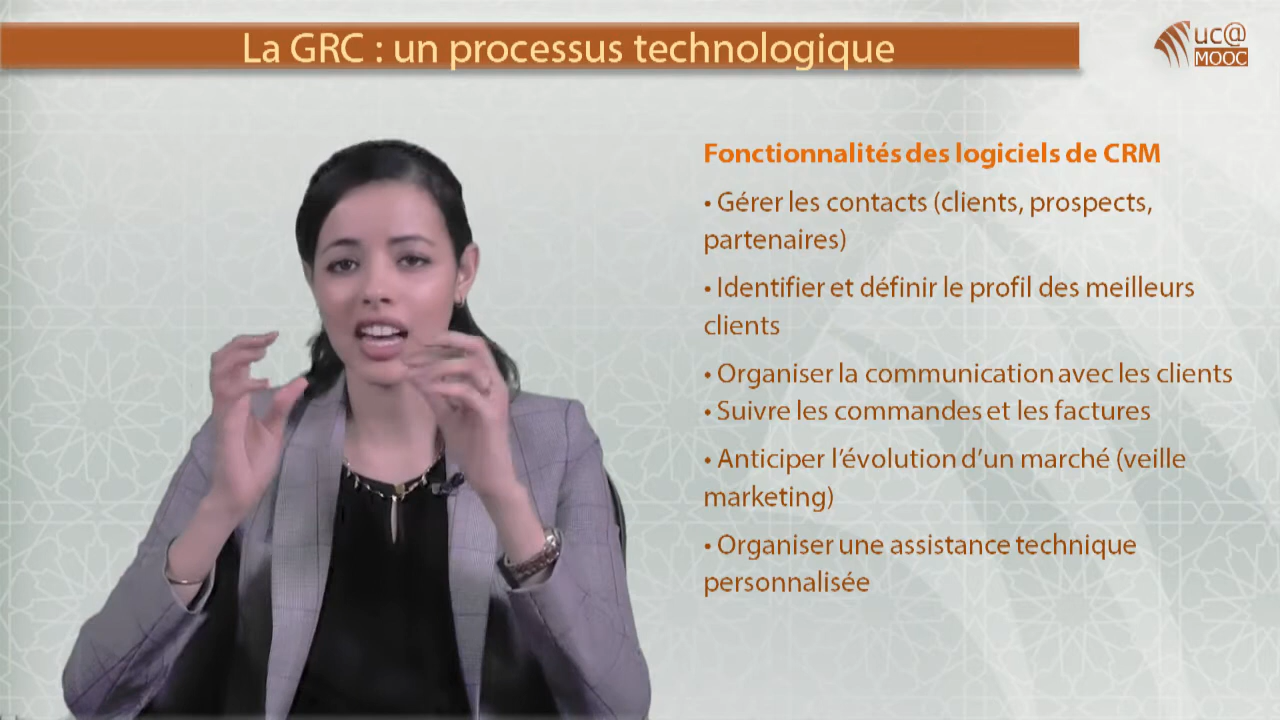 La GRC : un processus technologique
uc@
MOOC
Fonctionnalités des logiciels de CRM
• Gérer les contacts (clients, prospects,
partenaires)
• Identifier et définir le profil des meilleurs
clients
• Organiser la communication avec les clients
• Suivre les commandes et les factures
• Anticiper l’évolution d’un marché (veille
marketing)
• Organiser une assistance technique
personnalisée